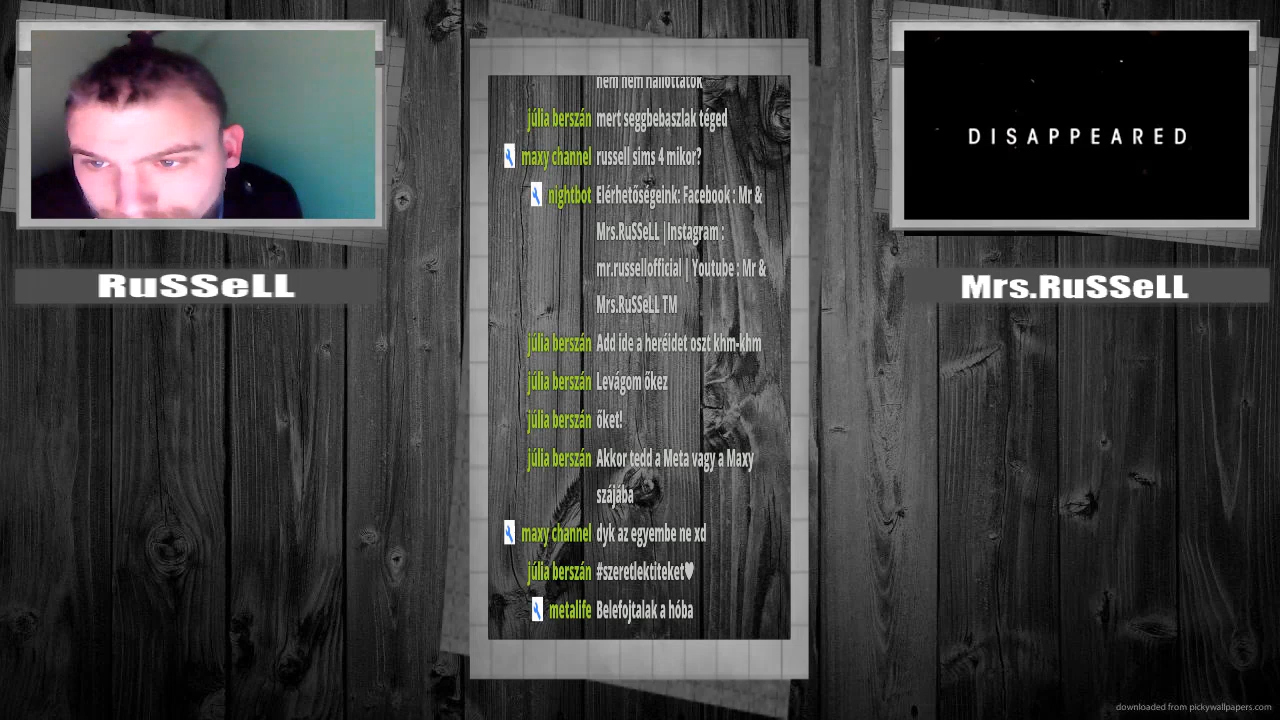 DISAPPEARED
RuSSeLL
Mrs.RuSSeLL
nem nem hallottatok
júlia berszán mert seggbebaszlak téged
maxy channel russell sims 4 mikor?
nightbot Elérhetőségeink: Facebook : Mr &
Mrs.RuSSeLL |Instagram :
mr.russellofficial | Youtube : Mr &
Mrs.RuSSeLL TM
júlia berszán Add ide a heréidet oszt khm-khm
júlia berszán Levágom őkez
júlia berszán őket!
júlia berszán Akkor tedd a Meta vagy a Maxy
szájába
maxy channel dyk az egyembe ne xd
júlia berszán #szeretlektiteket♥
metalife Belefojtalak a hóba
downloaded from pickywallpapers.com